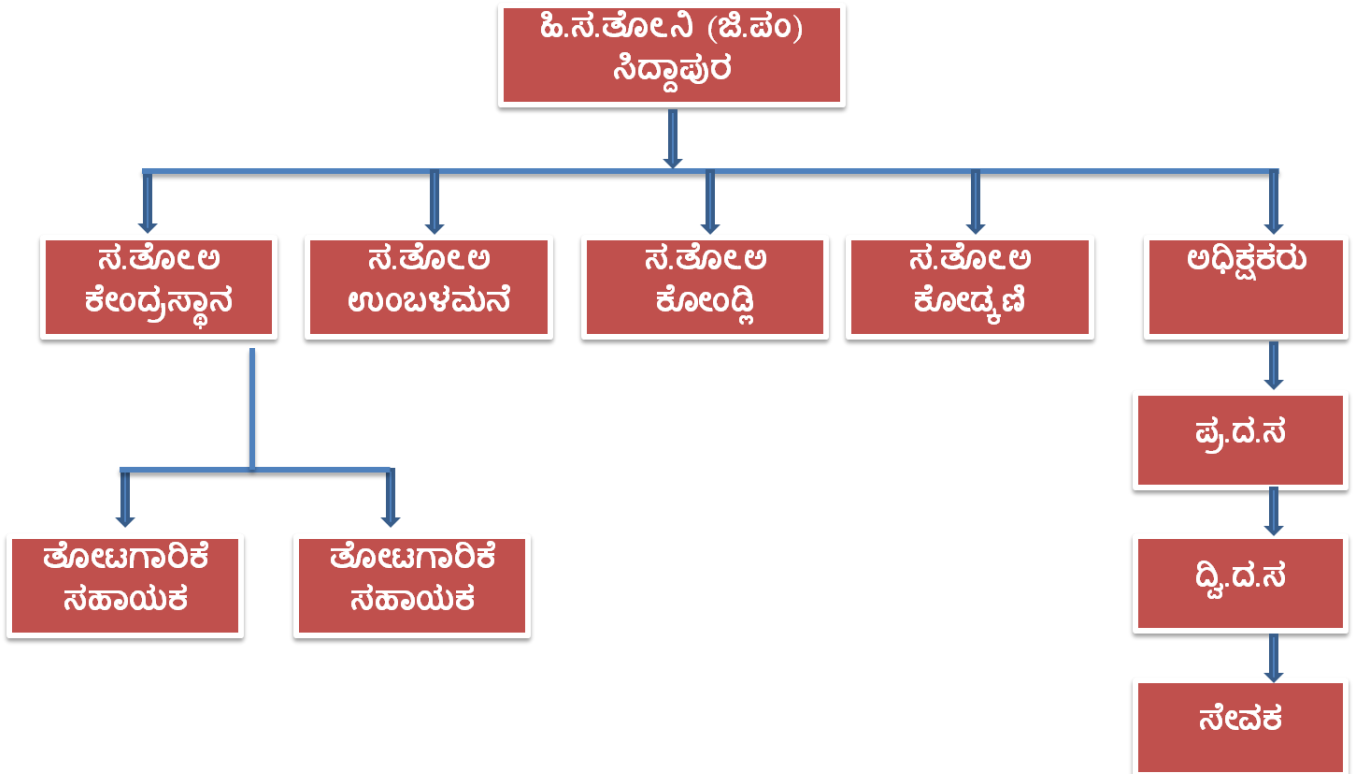 ಹಿ.ಸ.ತೋ.ನಿ (ಜಿ.ಪಂ)
ಸಿದ್ದಾಪುರ
ಸ.ತೋ.ಅ
ಕೇಂದ್ರಸ್ಥಾನ
ಸ.ತೋ.ಅ
ಉಂಬಳಮನೆ
ಸ.ತೋ.ಅ
ಕೋಂಡ್ಲಿ
ಸ.ತೋ.ಅ
ಕೋಡ್ಕಣಿ
ಅಧಿಕ್ಷಕರು
ಪ್ರ.ದ.ಸ
ದ್ವಿ.ದ.ಸ
ಸೇವಕ
ತೋಟಗಾರಿಕೆ
ಸಹಾಯಕ
ತೋಟಗಾರಿಕೆ
ಸಹಾಯಕ